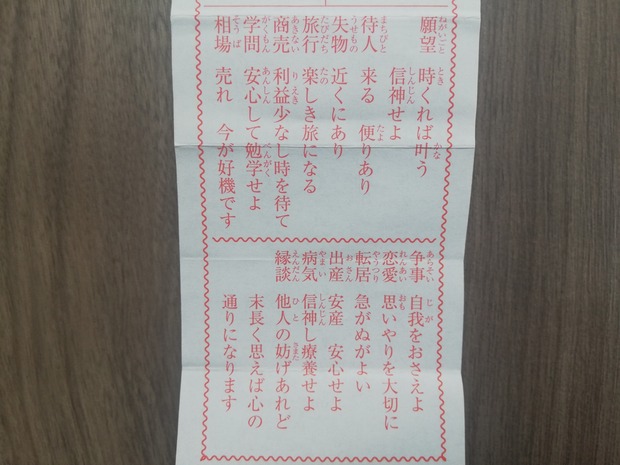 願望 時くれば叶う
信神せよ
待人 来る 便りあり
失物 近くにあり
旅行 楽しき旅になる
商売 利益少なし時を待て
学問 安心して勉学せよ
相場 売れ 今が好機です
争事 自我をおさえよ
恋愛 思いやりを大切に
転居 急がぬがよい
出産 安産 安心せよ
病気 信神し療養せよ
縁談 他人の妨げあれど
末長く思えば心の
通りになります